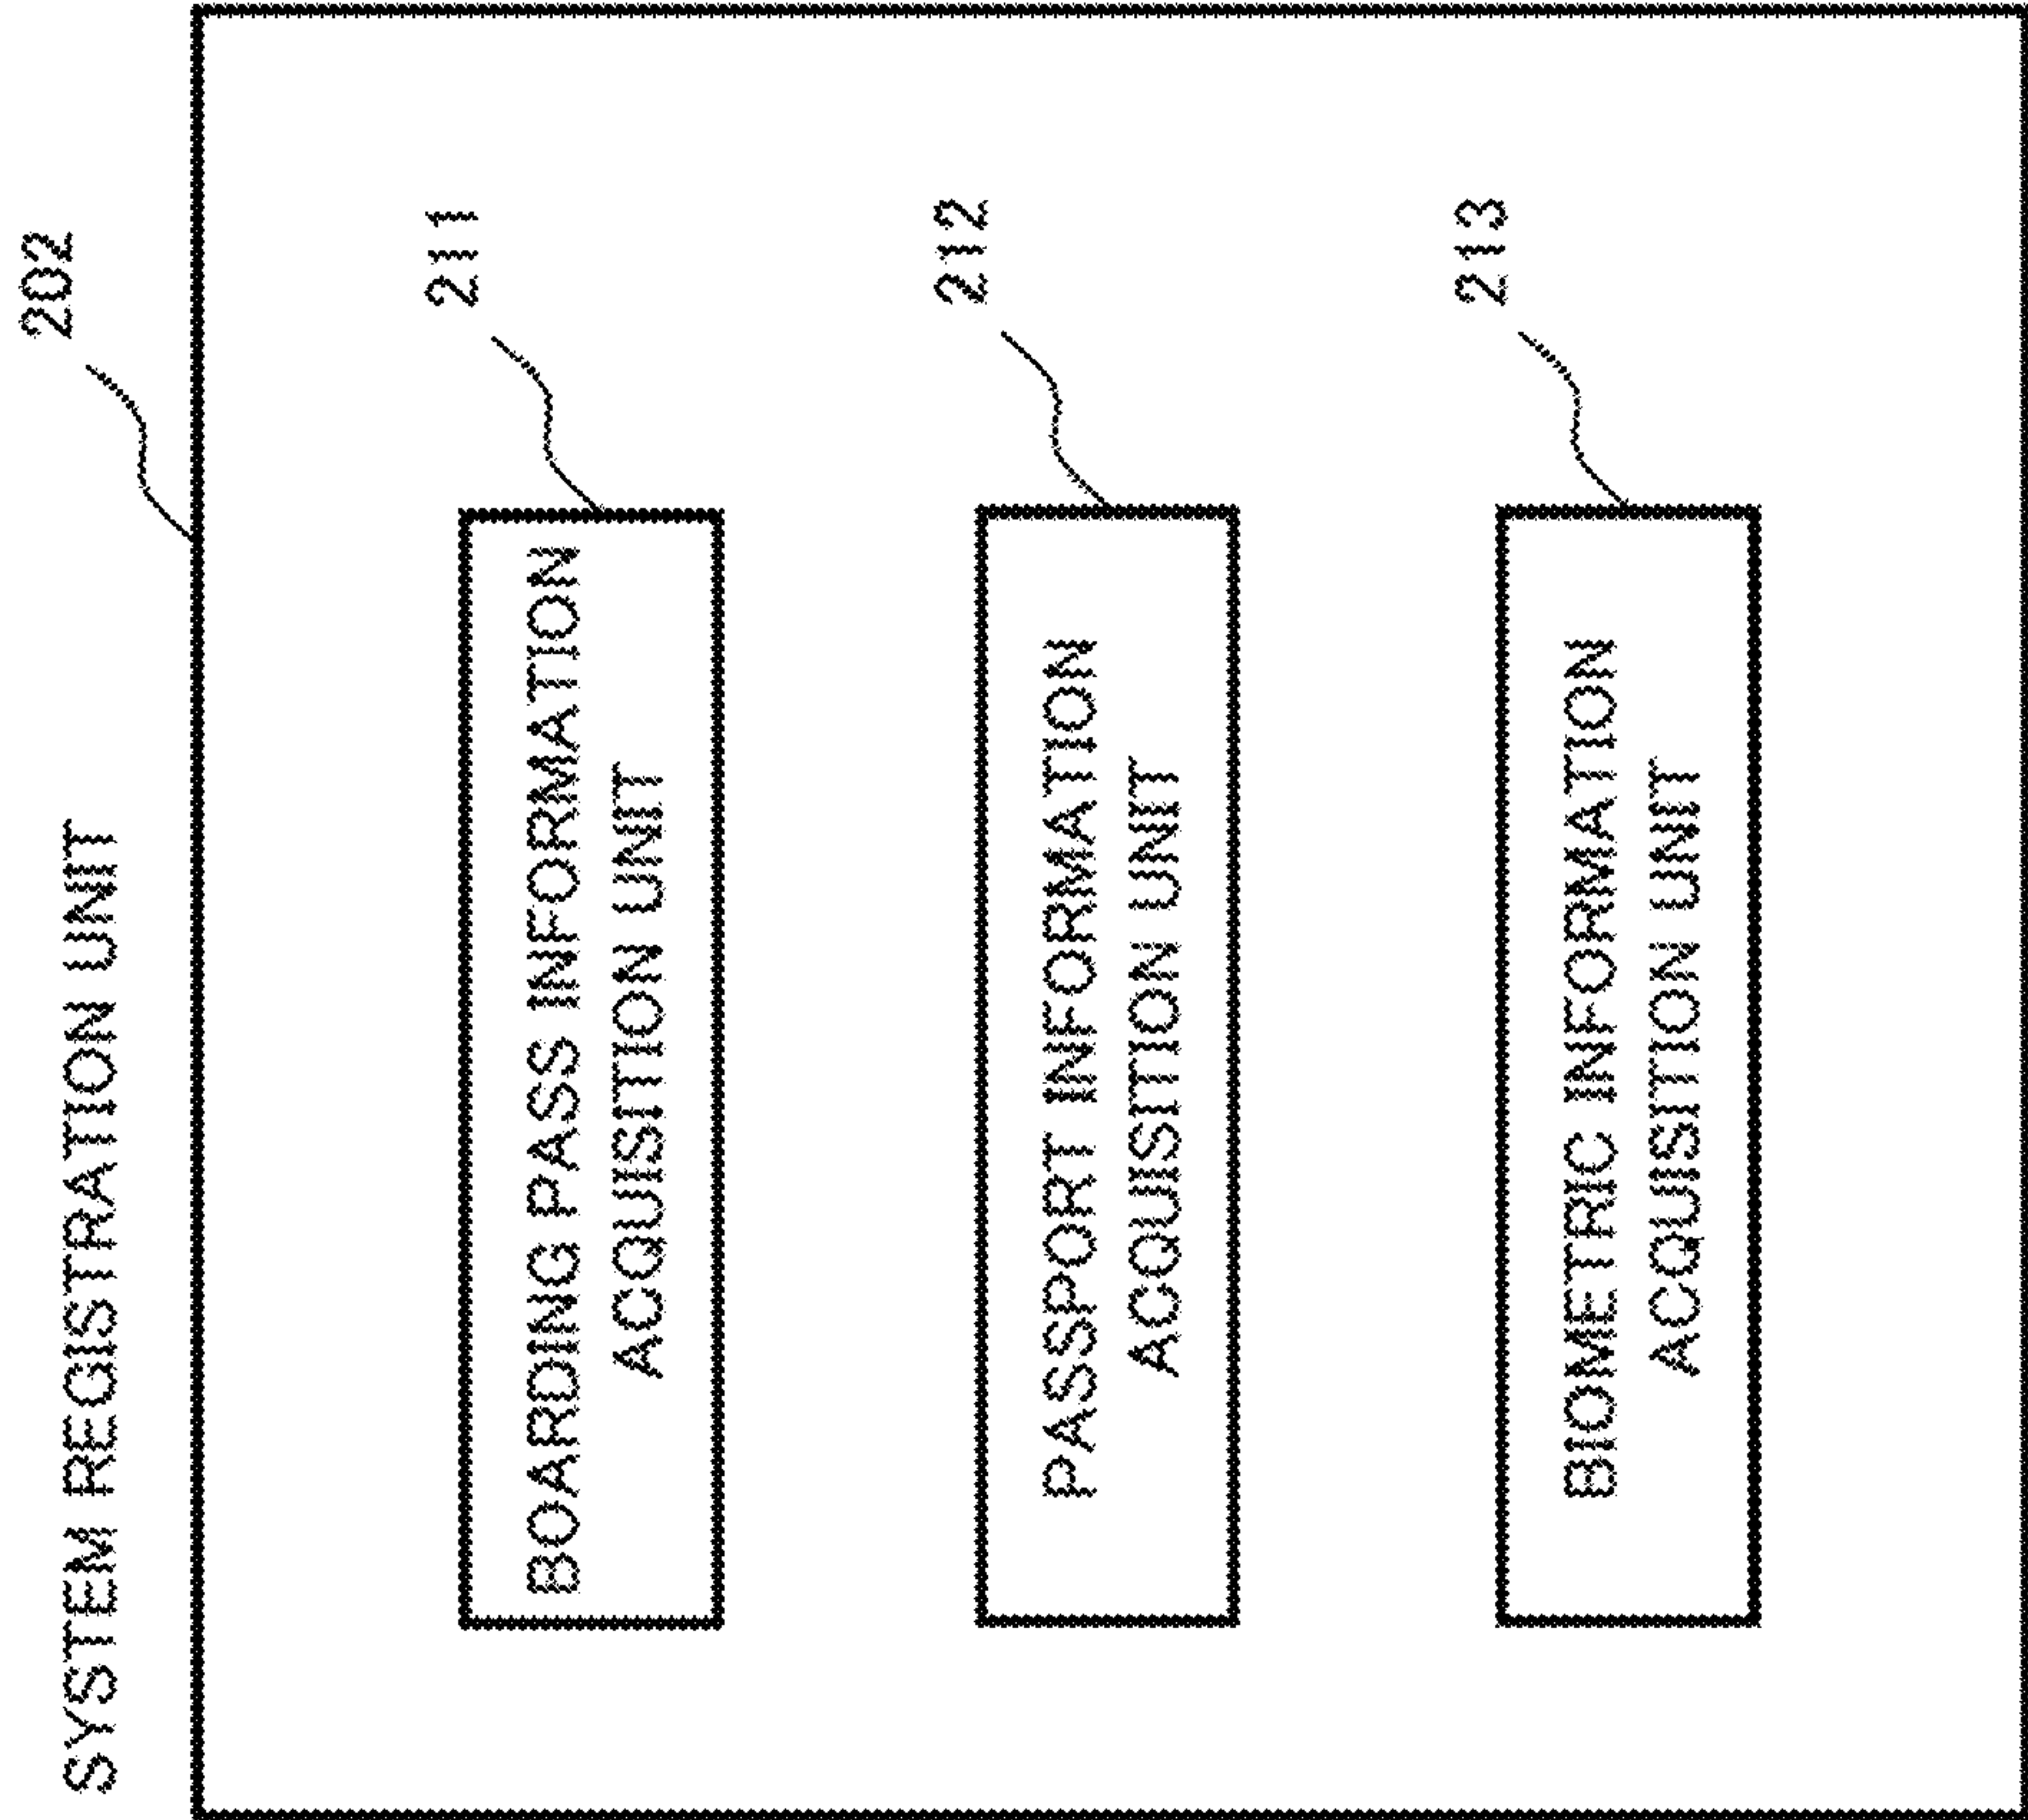 SYSTEM REGISTRATION UNIT
202
BOARDING PASS INFORMATION
ACQUISITION UNIT
211
PASSPORT INFORMATION
ACQUISITION UNIT
212
BIOMETRIC INFORMATION
ACQUISITION UNIT
213